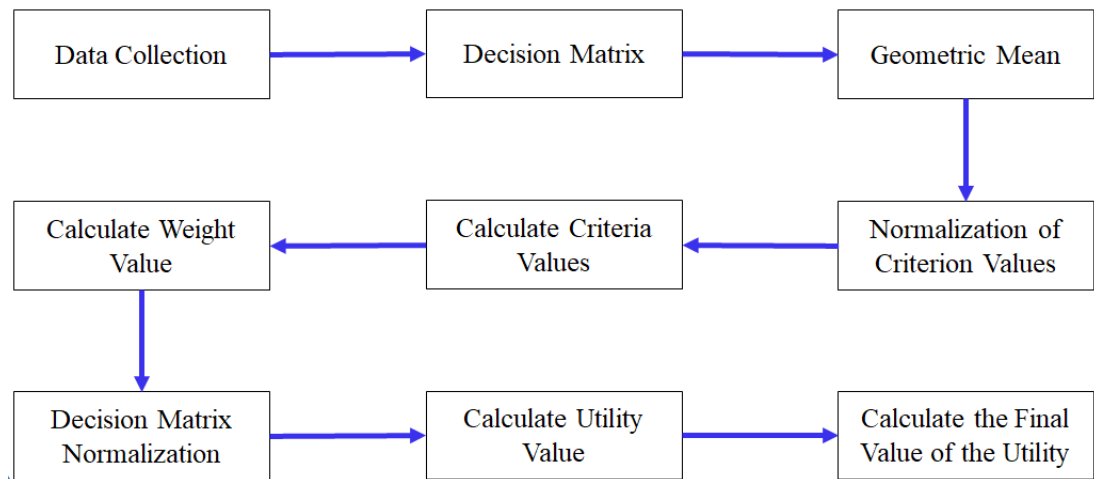 Data Collection
Decision Matrix
Geometric Mean
Normalization of
Criterion Values
Calculate Criteria
Values
Calculate Weight
Value
Decision Matrix
Normalization
Calculate Utility
Value
Calculate the Final
Value of the Utility